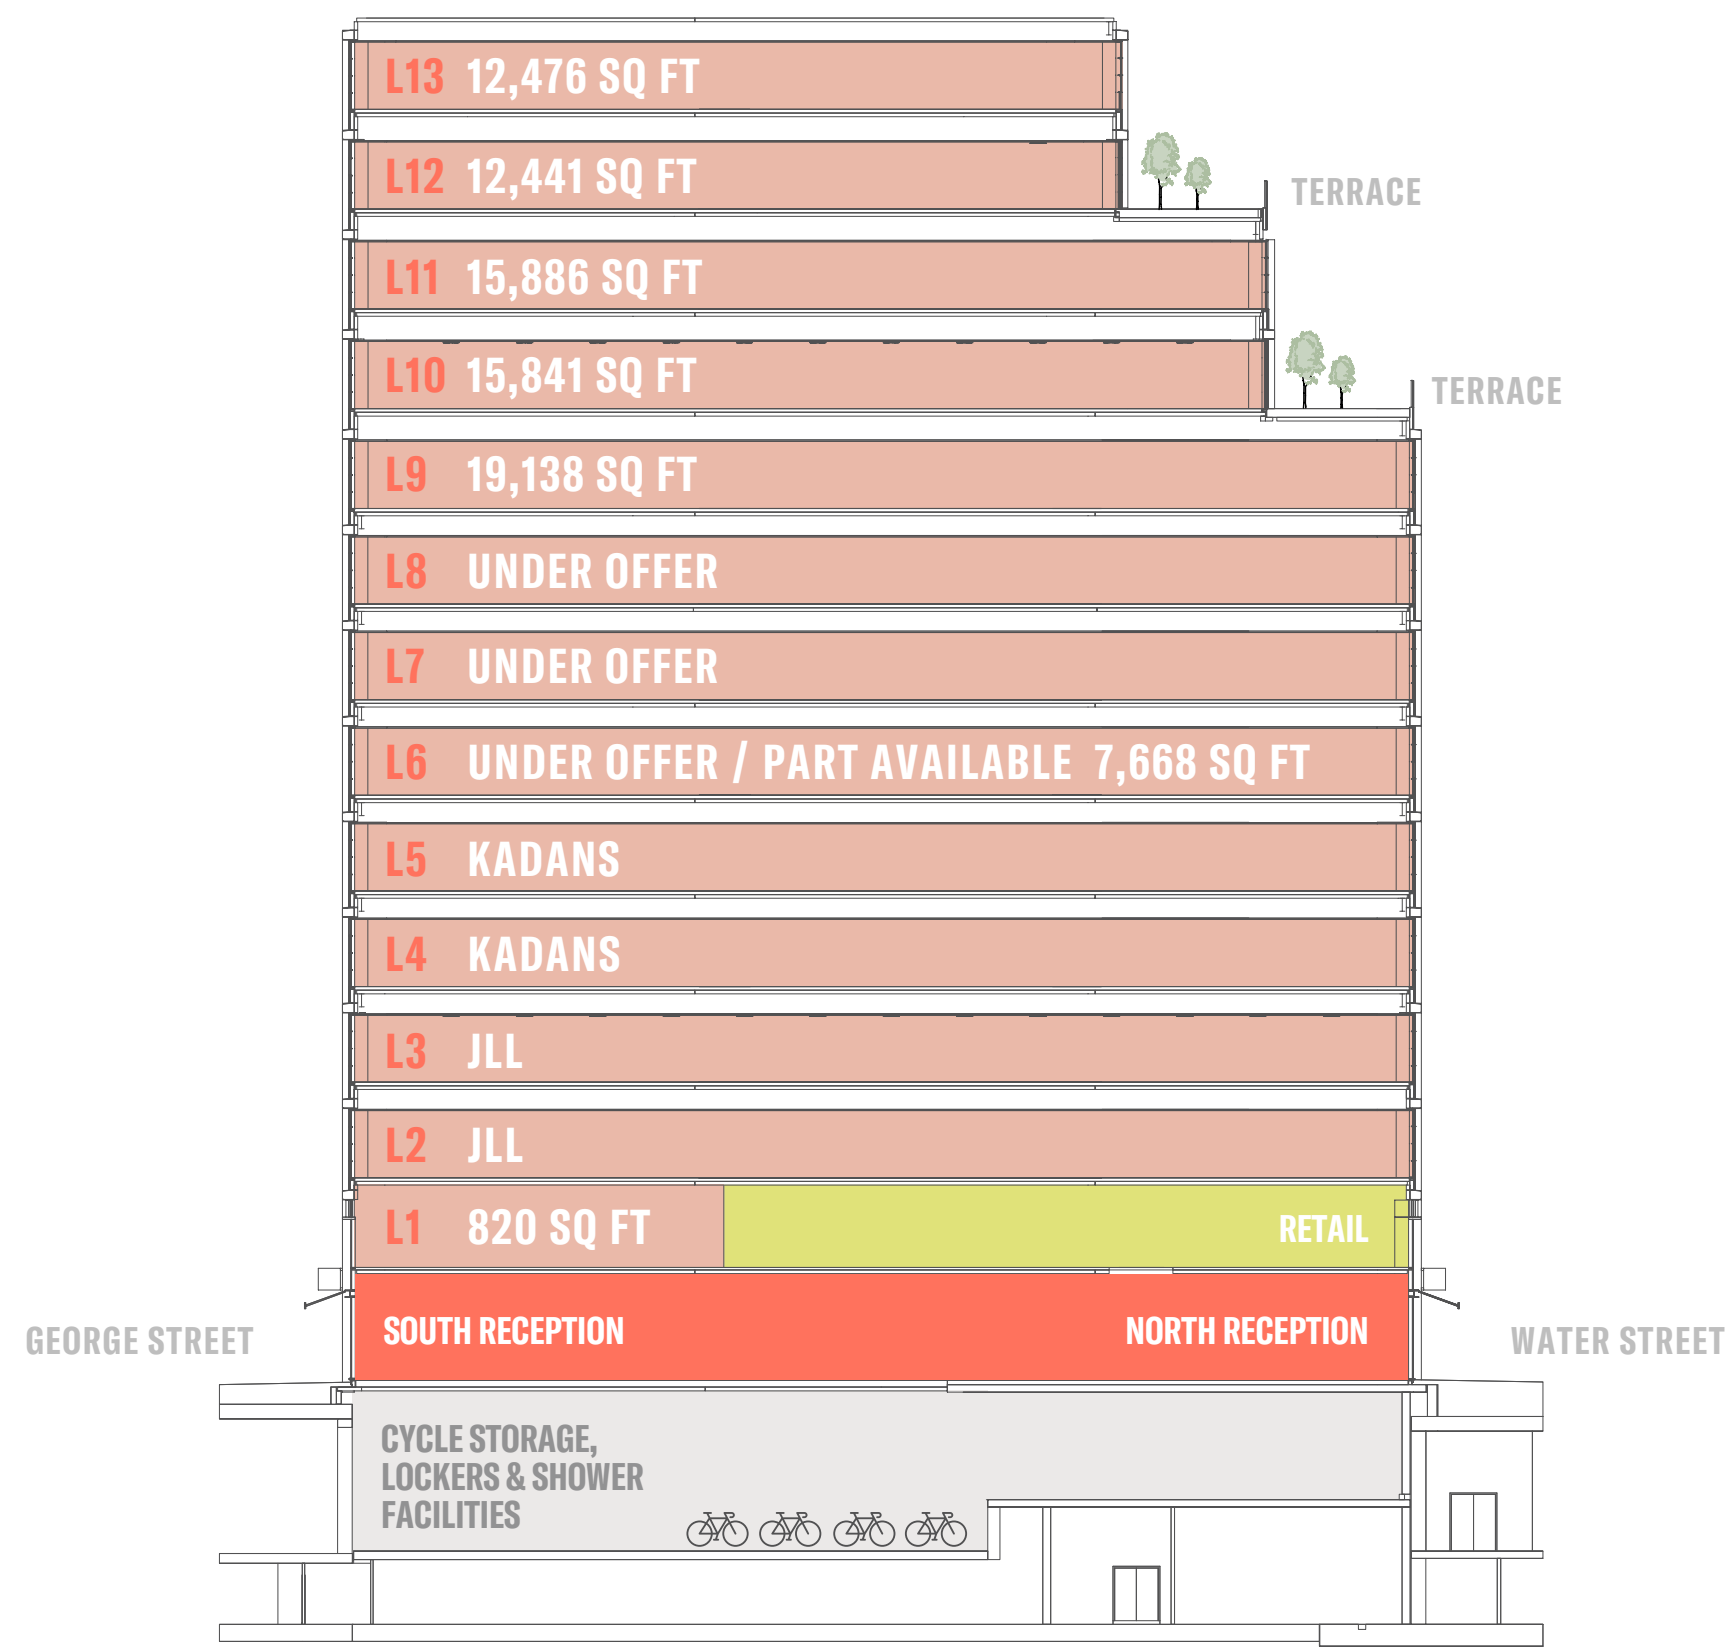 L13 12,476 SQ FT
L12 12,441 SQ FT
TERRACE
L11 15,886 SQ FT
L10 15,841 SQ FT
TERRACE
L9 19,138 SQ FT
L8 UNDER OFFER
L7 UNDER OFFER
L6 UNDER OFFER / PART AVAILABLE 7,668 SQ FT
L5 KADANS
L4 KADANS
L3 JLL
L2 JLL
L1 820 SQ FT
RETAIL
GEORGE STREET
SOUTH RECEPTION
NORTH RECEPTION
WATER STREET
CYCLE STORAGE,
LOCKERS & SHOWER
FACILITIES